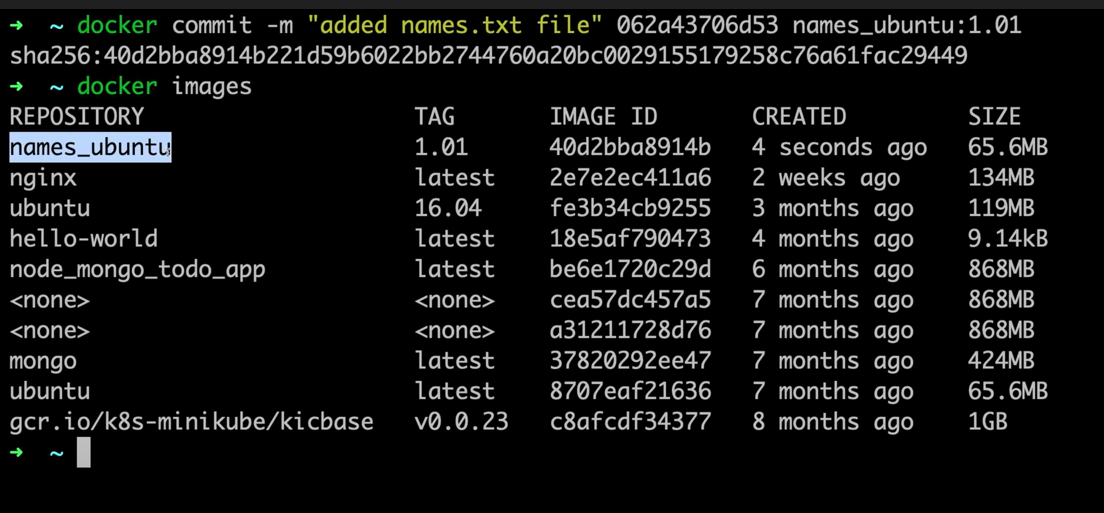 ➜ ~ docker commit -m "added names.txt file" 062a43706d53 names_ubuntu:1.01
sha256:40d2bba8914b221d59b6022bb2744760a20bc0029155179258c76a61fac29449
➜ ~ docker images
REPOSITORY TAG IMAGE ID CREATED SIZE
names_ubuntu 1.01 40d2bba8914b 4 seconds ago 65.6MB
nginx latest 2e7e2ec411a6 2 weeks ago 134MB
ubuntu 16.04 fe3b34cb9255 3 months ago 119MB
hello-world latest 18e5af790473 4 months ago 9.14kB
node_mongo_todo_app latest be6e1720c29d 6 months ago 868MB
<none> <none> cea57dc457a5 7 months ago 868MB
<none> <none> a31211728d76 7 months ago 868MB
mongo latest 37820292ee47 7 months ago 424MB
ubuntu latest 8707eaf21636 7 months ago 65.6MB
gcr.io/k8s-minikube/kicbase v0.0.23 c8afcdf34377 8 months ago 1GB
➜ ~